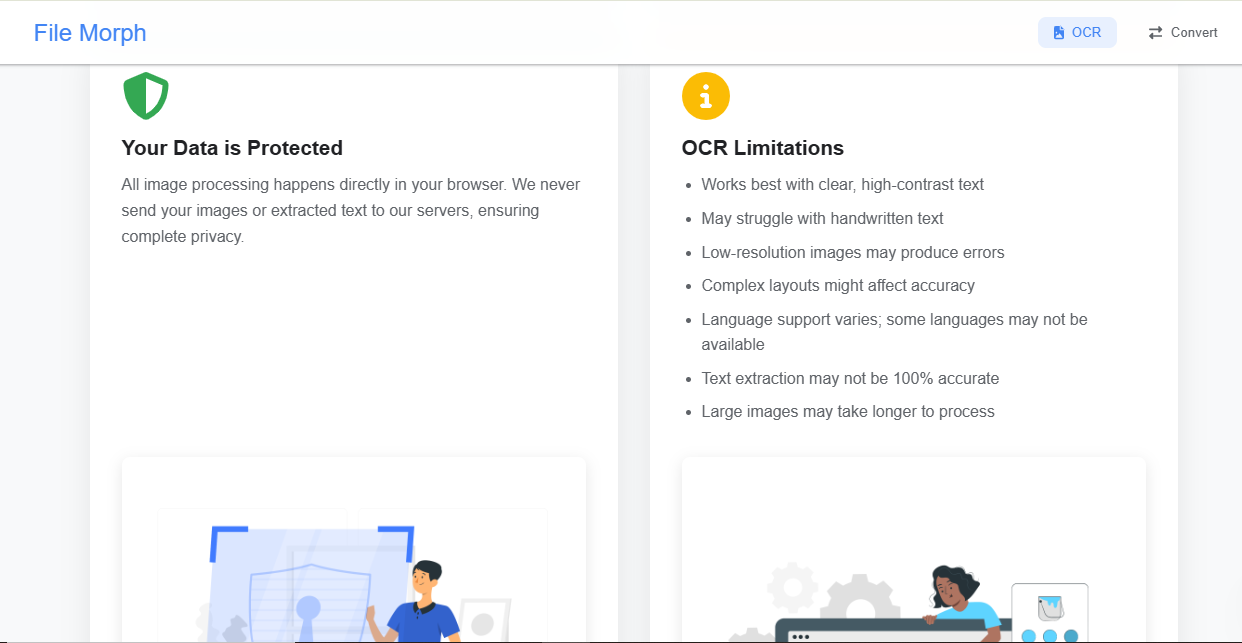 File Morph
OCR
Convert
Your Data is Protected
All image processing happens directly in your browser. We never
send your images or extracted text to our servers, ensuring
complete privacy.
OCR Limitations
Works best with clear, high-contrast text
May struggle with handwritten text
Low-resolution images may produce errors
Complex layouts might affect accuracy
Language support varies; some languages may not be
available
Text extraction may not be 100% accurate
Large images may take longer to process